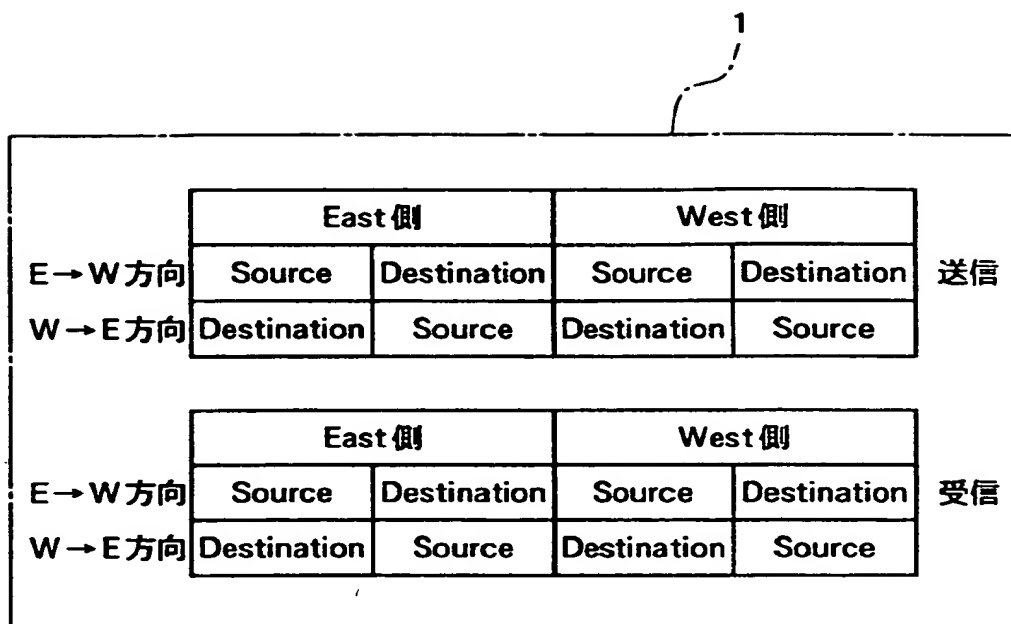 1
East側 West側
E→W方向 Source Destination Source Destination 送信
W→E方向 Destination Source Destination Source
East側 West側
E→W方向 Source Destination Source Destination 受信
W→E方向 Destination Source Destination Source